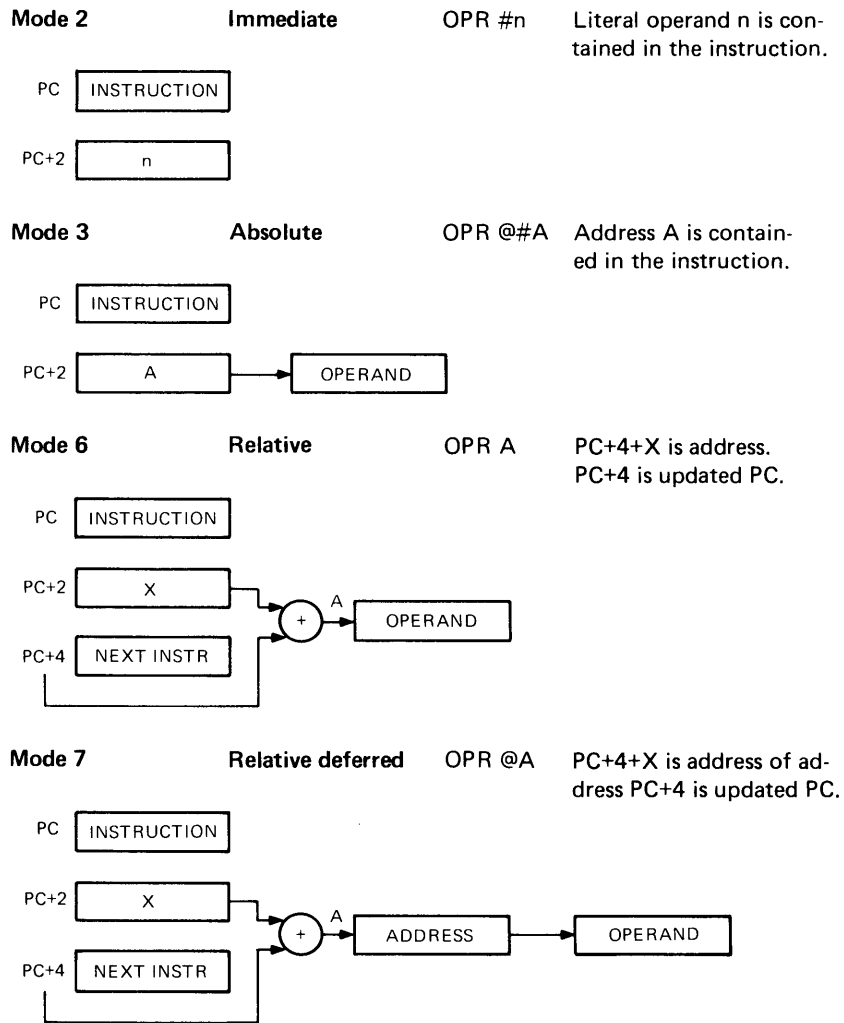 Mode 2 Immediate OPR #n Literal operand n is con-
tained in the instruction.
PC INSTRUCTION
PC+2 n
Mode 3 Absolute OPR @#A Address A is contain-
ed in the instruction.
PC INSTRUCTION
PC+2 A OPERAND
Mode 6 Relative OPR A PC+4+X is address.
PC+4 is updated PC.
PC INSTRUCTION
PC+2 X
+ A OPERAND
PC+4 NEXT INSTR
Mode 7 Relative deferred OPR @A PC+4+X is address of ad-
dress PC+4 is updated PC.
PC INSTRUCTION
PC+2 X
+ A ADDRESS OPERAND
PC+4 NEXT INSTR